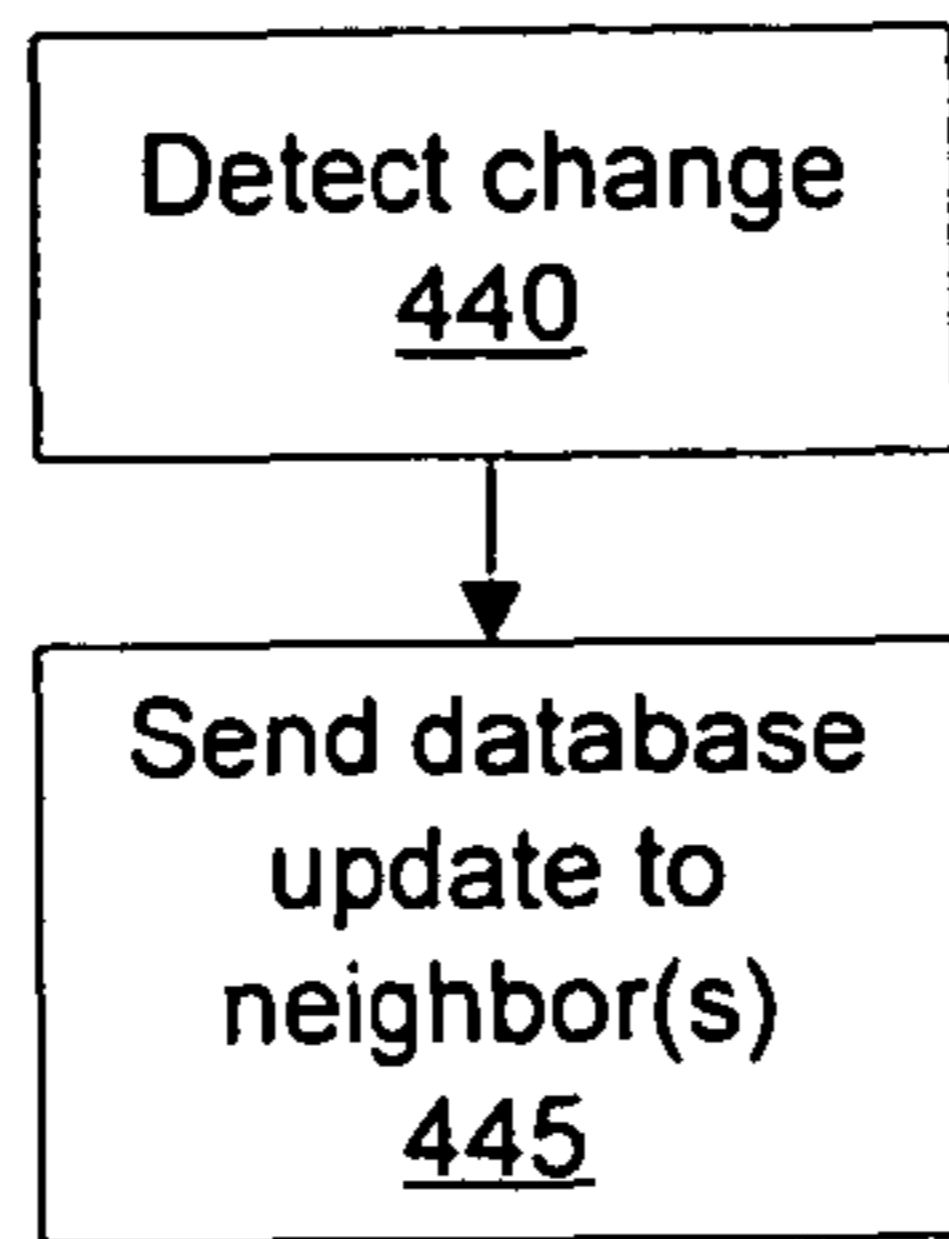 Detect change
440
Send database
update to
neighbor(s)
445